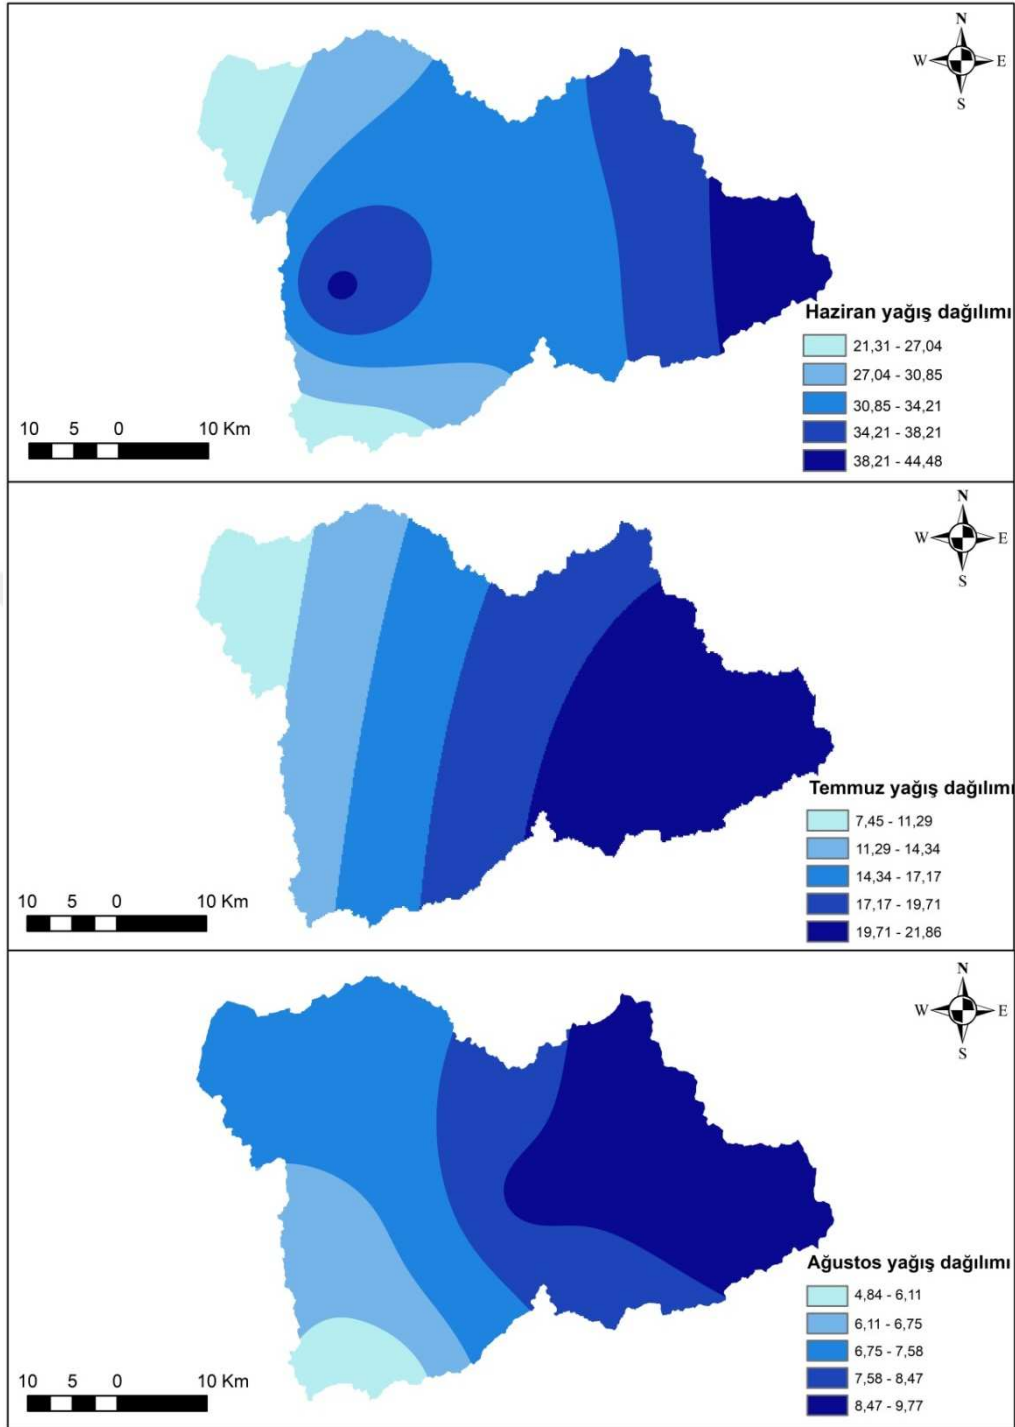 N
W E
S
Haziran yağış dağılımı
21,31 - 27,04
27,04 - 30,85
30,85 - 34,21
34,21 - 38,21
38,21 - 44,48
10 5 0 10 Km
N
W E
S
Temmuz yağış dağılımı
7,45 - 11,29
11,29 - 14,34
14,34 - 17,17
17,17 - 19,71
19,71 - 21,86
10 5 0 10 Km
N
W E
S
Ağustos yağış dağılımı
4,84 - 6,11
6,11 - 6,75
6,75 - 7,58
7,58 - 8,47
8,47 - 9,77
10 5 0 10 Km